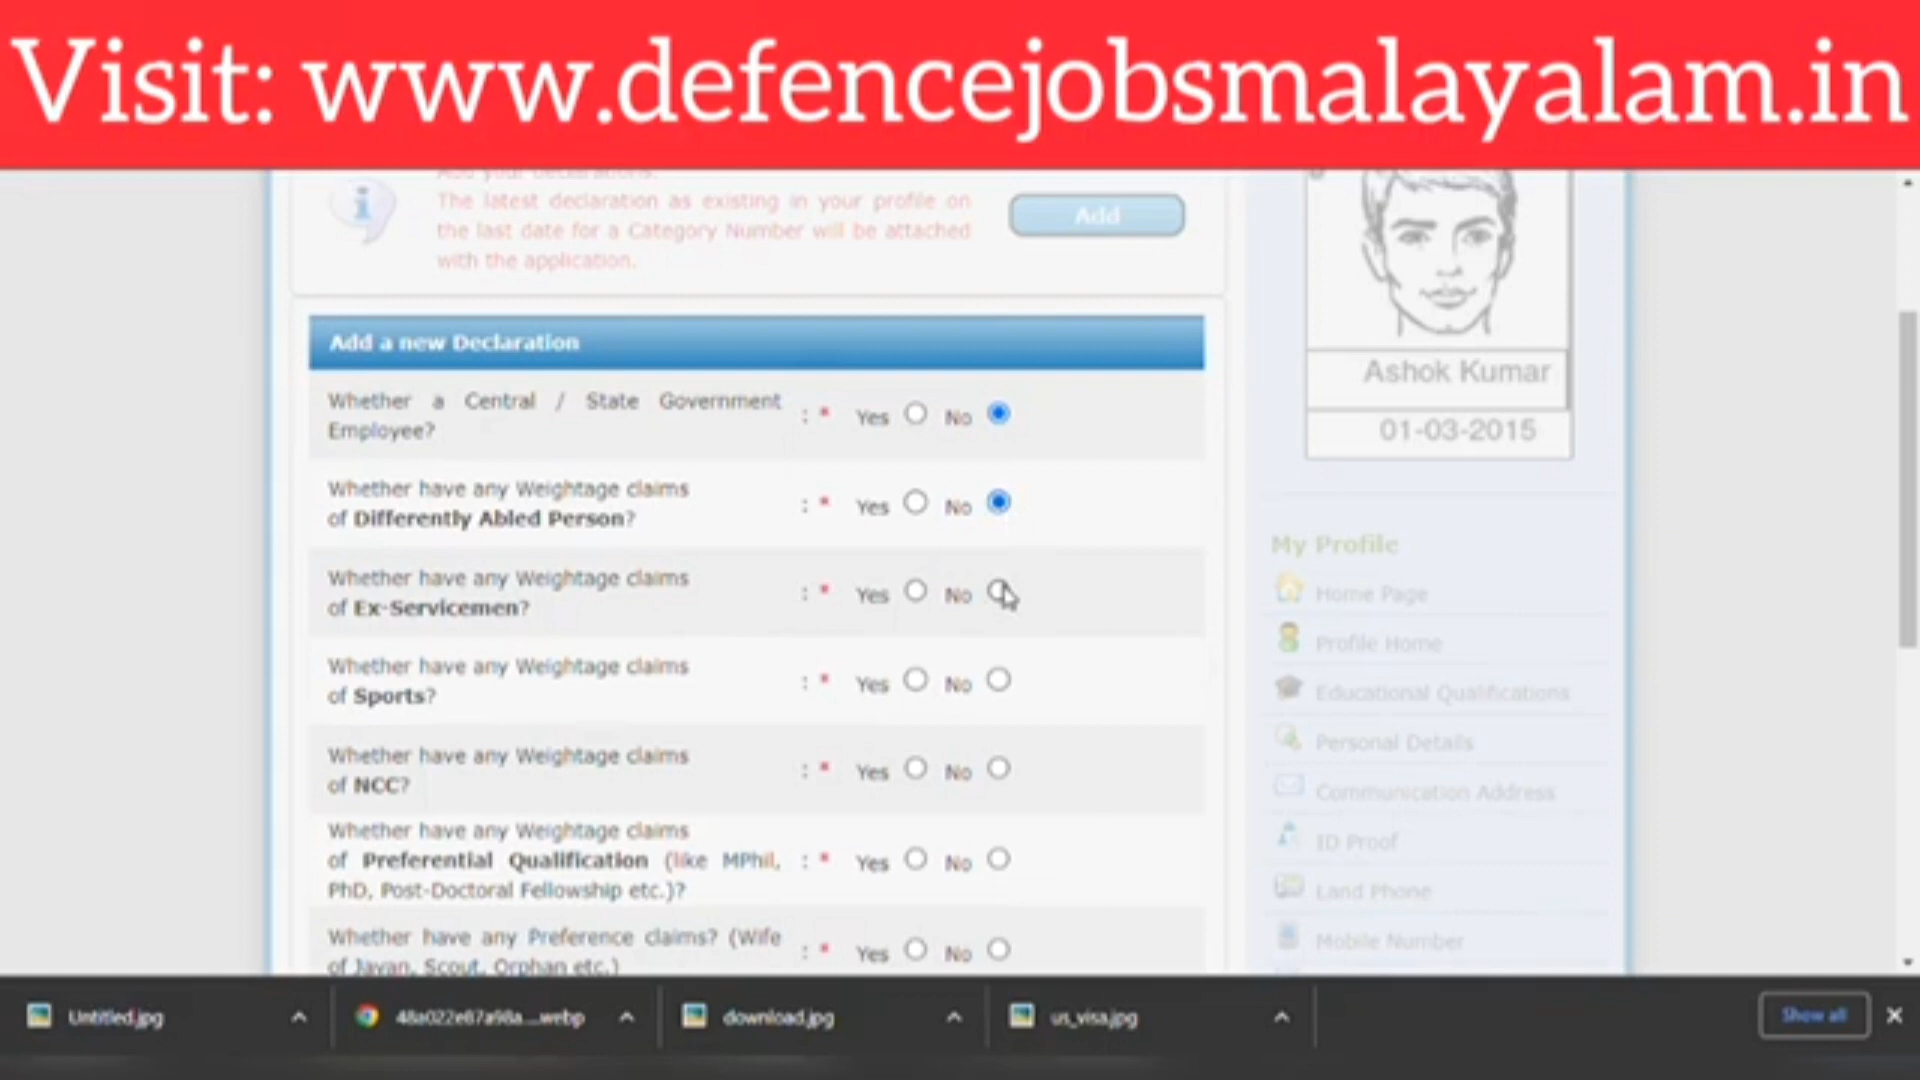 Visit: www.defencejobsmalayalam.in
Add your declarations.
The latest declaration as existing in your profile on
the last date for a Category Number will be attached
with the application.
Add
Add a new Declaration
Whether a Central / State Government
Employee?
: * Yes No
Whether have any Weightage claims
of Differently Abled Person?
: * Yes No
Whether have any Weightage claims
of Ex-Servicemen?
: * Yes No
Whether have any Weightage claims
of Sports?
: * Yes No
Whether have any Weightage claims
of NCC?
: * Yes No
Whether have any Weightage claims
of Preferential Qualification (like MPhil,
PhD, Post-Doctoral Fellowship etc.)?
: * Yes No
Whether have any Preference claims? (Wife
of Javan, Scout, Orphan etc.)
: * Yes No
Ashok Kumar
01-03-2015
My Profile
Home Page
Profile Home
Educational Qualifications
Personal Details
Communication Address
ID Proof
Land Phone
Mobile Number
Untitled.jpg
48a022e87a98a....webp
download.jpg
us_visa.jpg
Show all